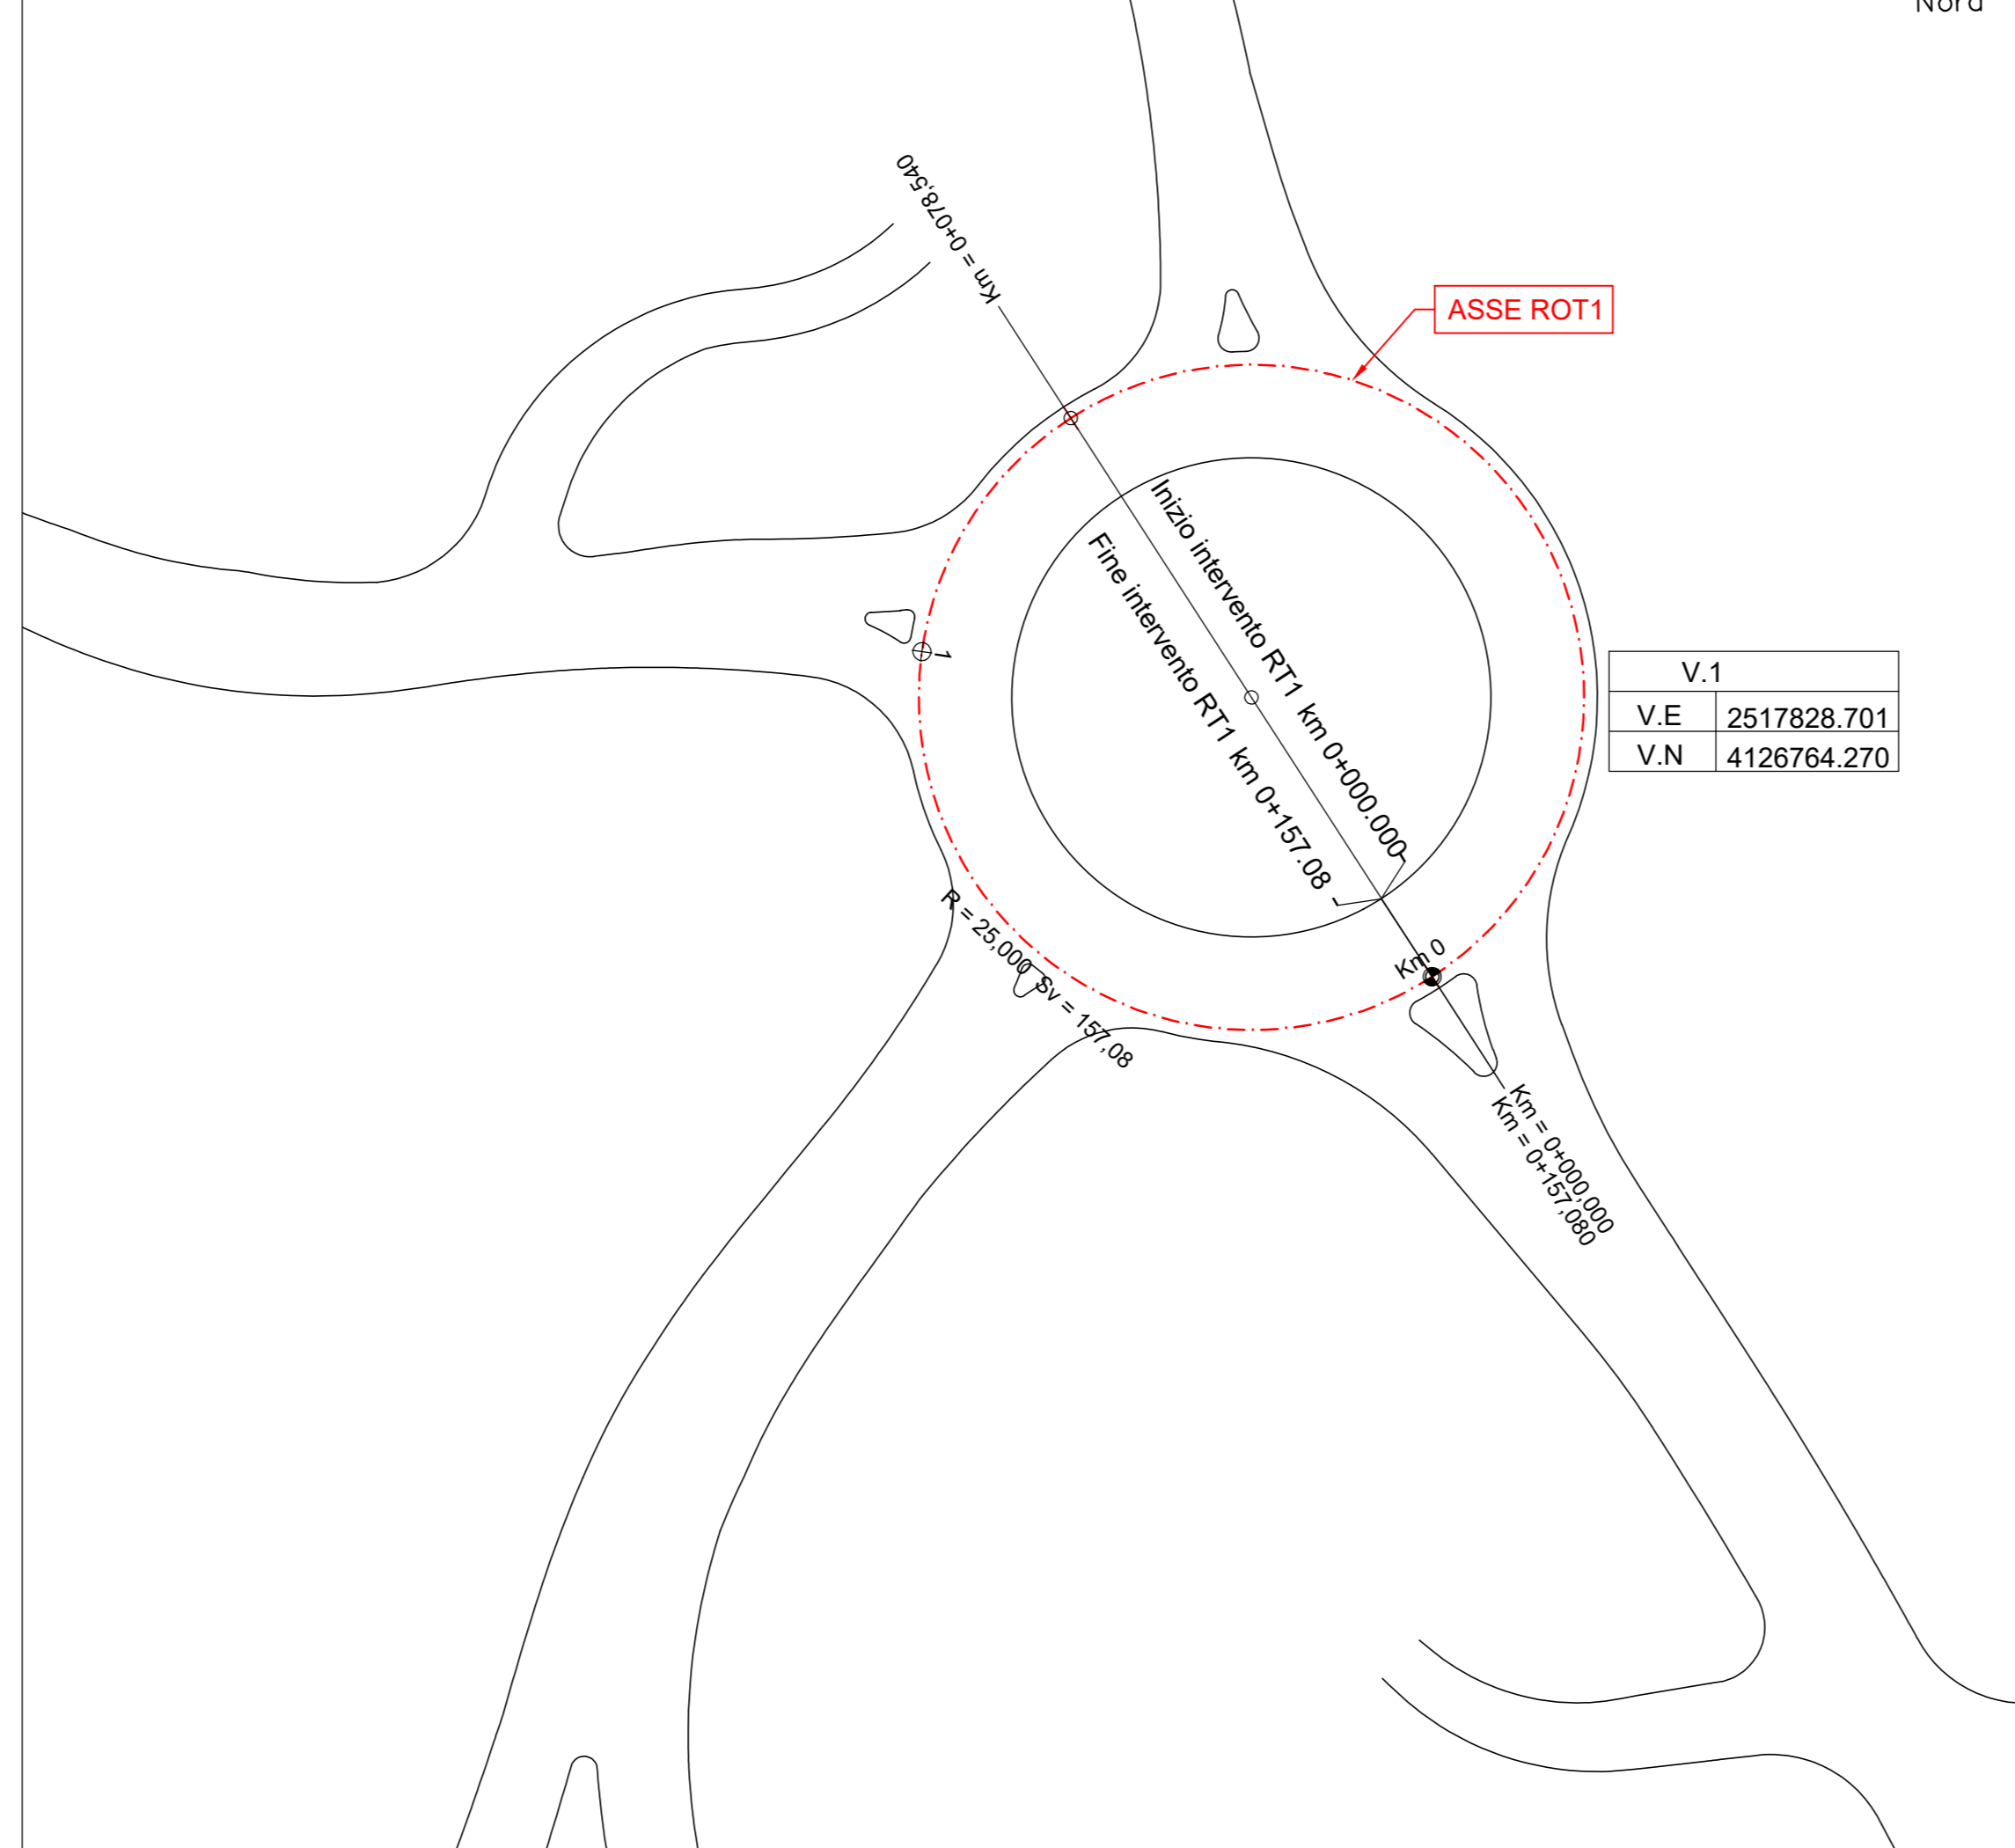 Nord
Km = 0+078,540
ASSE ROT1
Inizio intervento RT1 km 0+000.000
Fine intervento RT1 km 0+157.08
1
V.1
V.E 2517828.701
V.N 4126764.270
R = 25,000 Sv = 157,08
Km 0
Km = 0+000,000
Km = 0+157,080